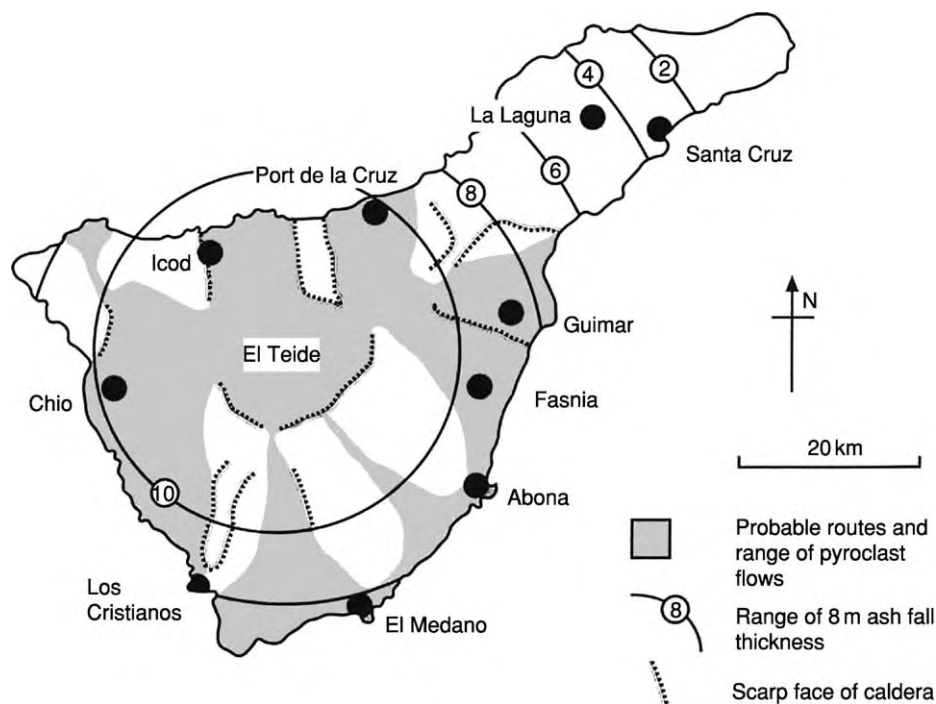 2
4
La Laguna
Santa Cruz
6
Port de la Cruz
8
Icod
N
Guimar
El Teide
Chio
Fasnia
20 km
10
Abona
Probable routes and
range of pyroclast
flows
Los
Cristianos
El Medano
8
Range of 8 m ash fall
thickness
Scarp face of caldera